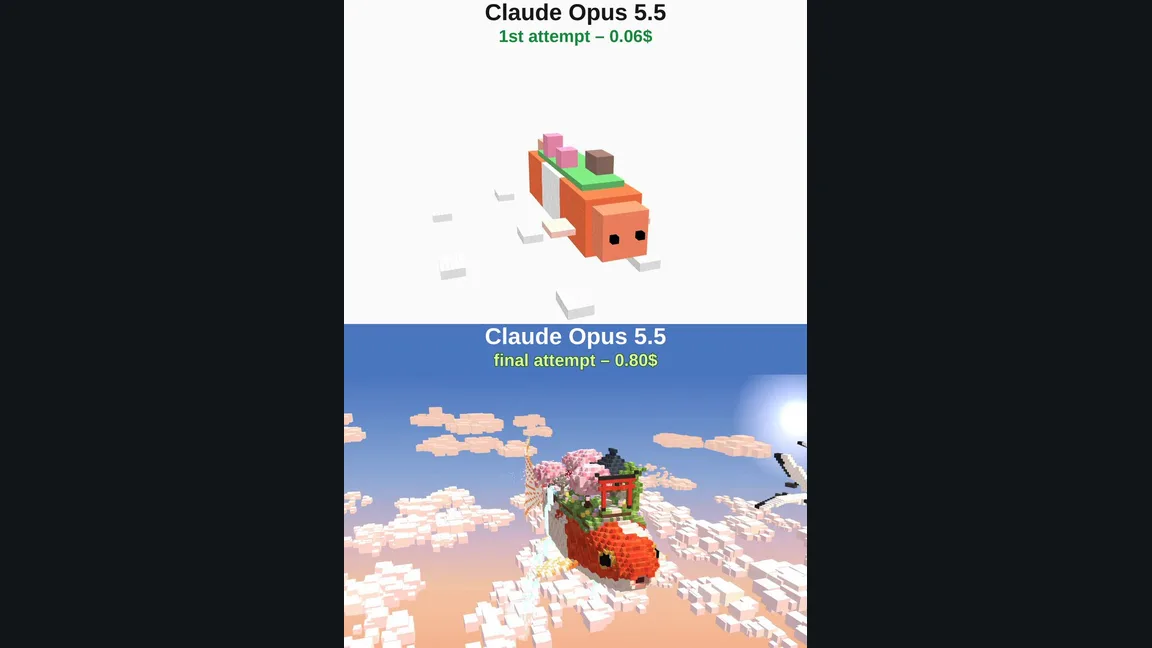 Claude Opus 5.5
1st attempt – 0.06$
Claude Opus 5.5
final attempt – 0.80$